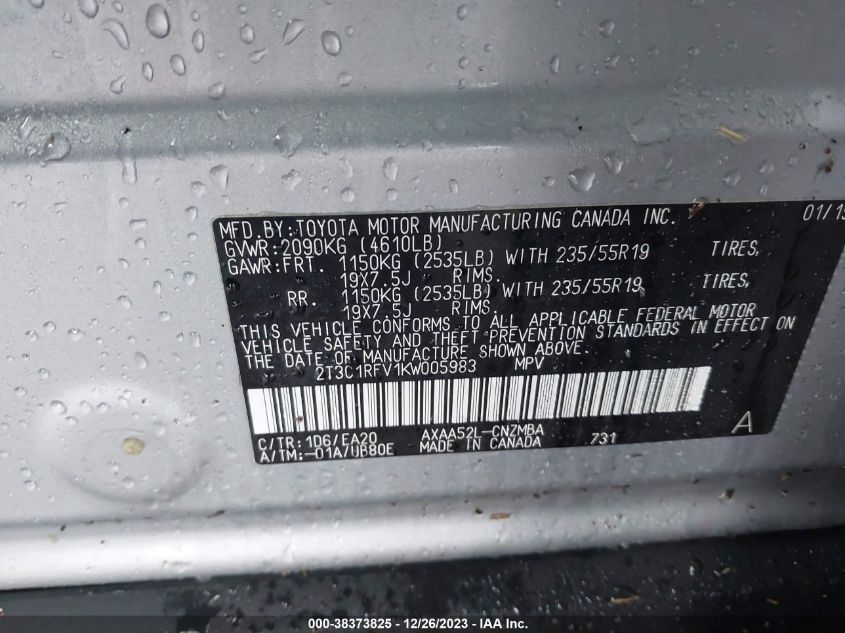 MFD.BY:TOYOTA MOTOR MANUFACTURING CANADA INC. 01/19
GVWR:2090KG (4610LB)
GAWR:FRT. 1150KG (2535LB) WITH 235/55R19 TIRES,
19X7.5J RIMS.
RR. 1150KG (2535LB) WITH 235/55R19 TIRES,
19X7.5J RIMS.
THIS VEHICLE CONFORMS TO ALL APPLICABLE FEDERAL MOTOR
VEHICLE SAFETY AND THEFT PREVENTION STANDARDS IN EFFECT ON
THE DATE OF MANUFACTURE SHOWN ABOVE.
2T3C1RFV1KW005983 MPV
C/TR:1D6/EA20 AXAA52L-CNZMBA A
A/TM:-01A/UB80E MADE IN CANADA 731
000-38373825 - 12/26/2023 - IAA Inc.